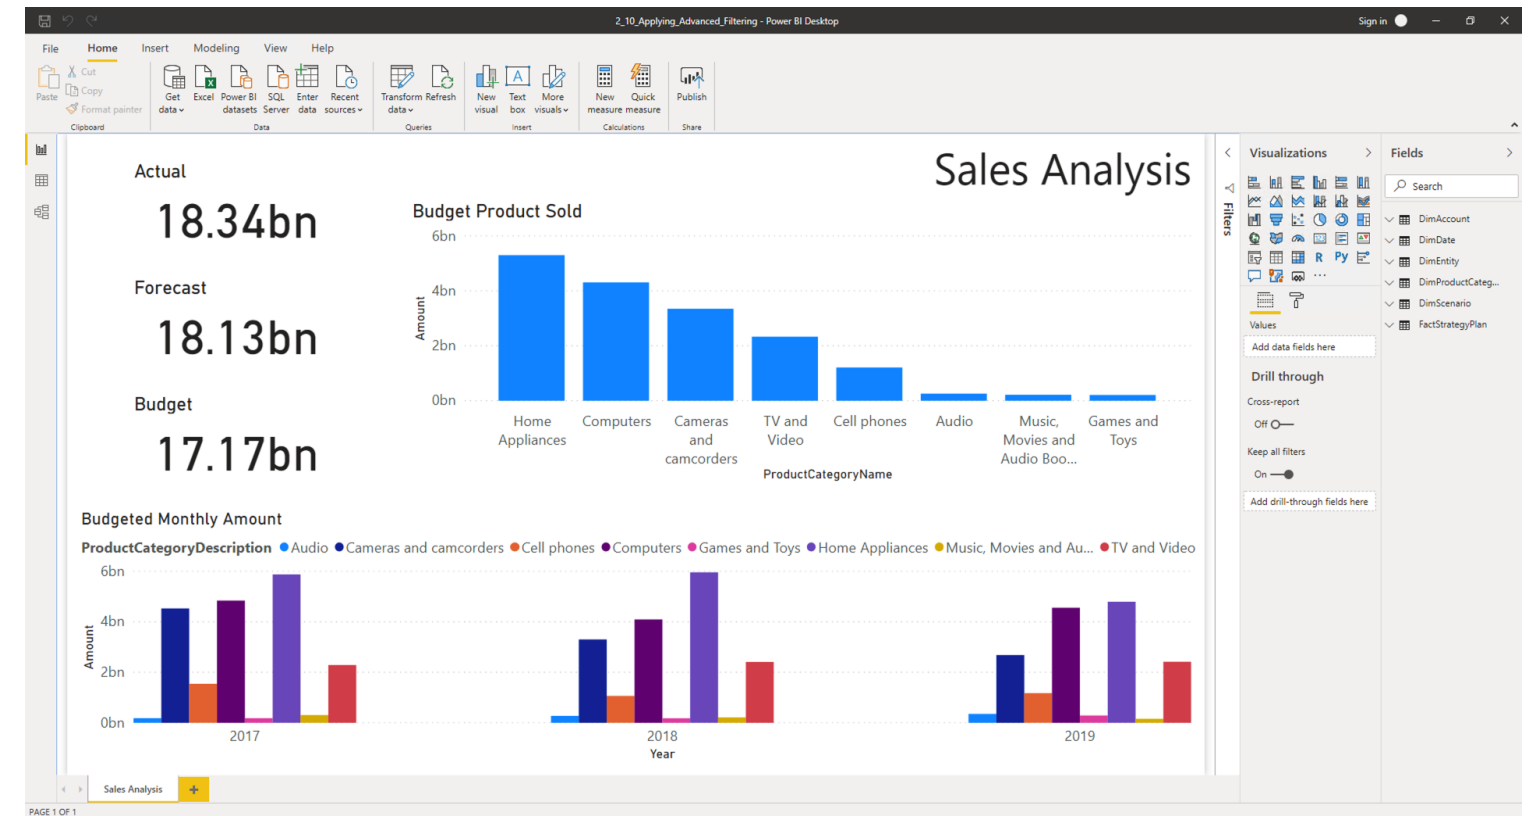 2_10_Applying_Advanced_Filtering - Power BI Desktop
Sign in
File Home Insert Modeling View Help
Paste
Cut
Copy
Format painter
Clipboard
Get data
Excel
Power BI datasets
SQL Server
Enter data
Recent sources
Data
Transform data
Refresh
Queries
New visual
Text box
More visuals
Insert
New measure
Quick measure
Calculations
Publish
Share
Sales Analysis
Actual
18.34bn
Forecast
18.13bn
Budget
17.17bn
Budget Product Sold
Amount
6bn
4bn
2bn
0bn
Home Appliances
Computers
Cameras and camcorders
TV and Video
Cell phones
Audio
Music, Movies and Audio Boo...
Games and Toys
ProductCategoryName
Budgeted Monthly Amount
ProductCategoryDescription Audio Cameras and camcorders Cell phones Computers Games and Toys Home Appliances Music, Movies and Au... TV and Video
Amount
6bn
4bn
2bn
0bn
2017 2018 2019
Year
Filters
Visualizations
R Py
Values
Add data fields here
Drill through
Cross-report
Off
Keep all filters
On
Add drill-through fields here
Fields
Search
DimAccount
DimDate
DimEntity
DimProductCateg...
DimScenario
FactStrategyPlan
Sales Analysis
PAGE 1 OF 1